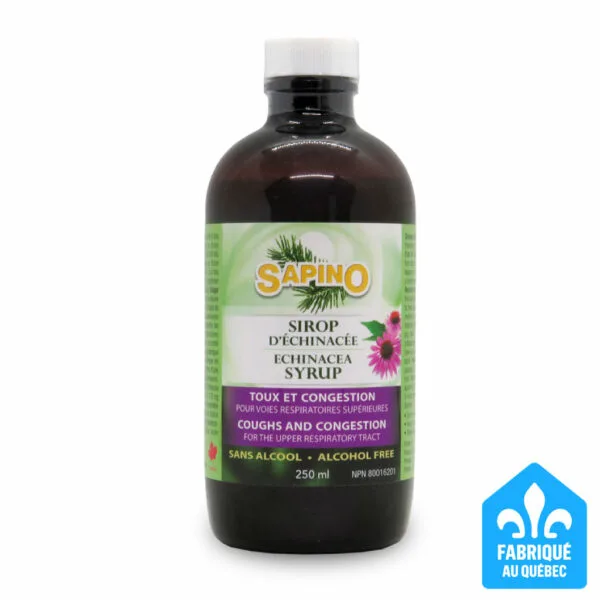 SAPINO
SIROP
D'ÉCHINACÉE
ECHINACEA
SYRUP
TOUX ET CONGESTION
POUR VOIES RESPIRATOIRES SUPÉRIEURES
COUGHS AND CONGESTION
FOR THE UPPER RESPIRATORY TRACT
SANS ALCOOL • ALCOHOL FREE
250 ml NPN 80016201
FABRIQUÉ
AU QUÉBEC